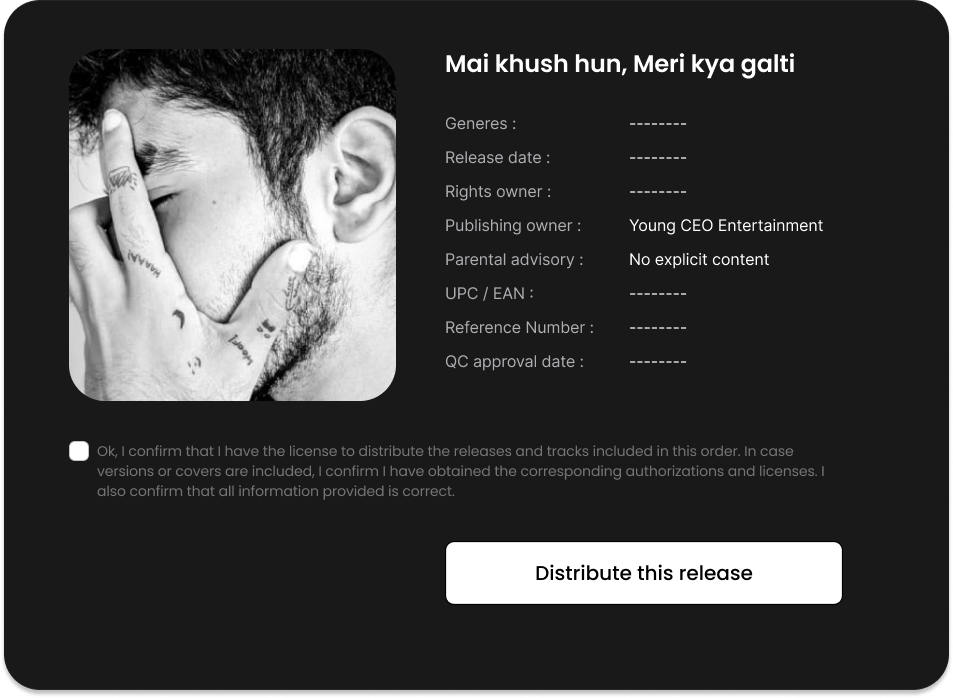 Mai khush hun, Meri kya galti
Generes : --------
Release date : --------
Rights owner : --------
Publishing owner : Young CEO Entertainment
Parental advisory : No explicit content
UPC / EAN : --------
Reference Number : --------
QC approval date : --------
Ok, I confirm that I have the license to distribute the releases and tracks included in this order. In case
versions or covers are included, I confirm I have obtained the corresponding authorizations and licenses. I
also confirm that all information provided is correct.
Distribute this release